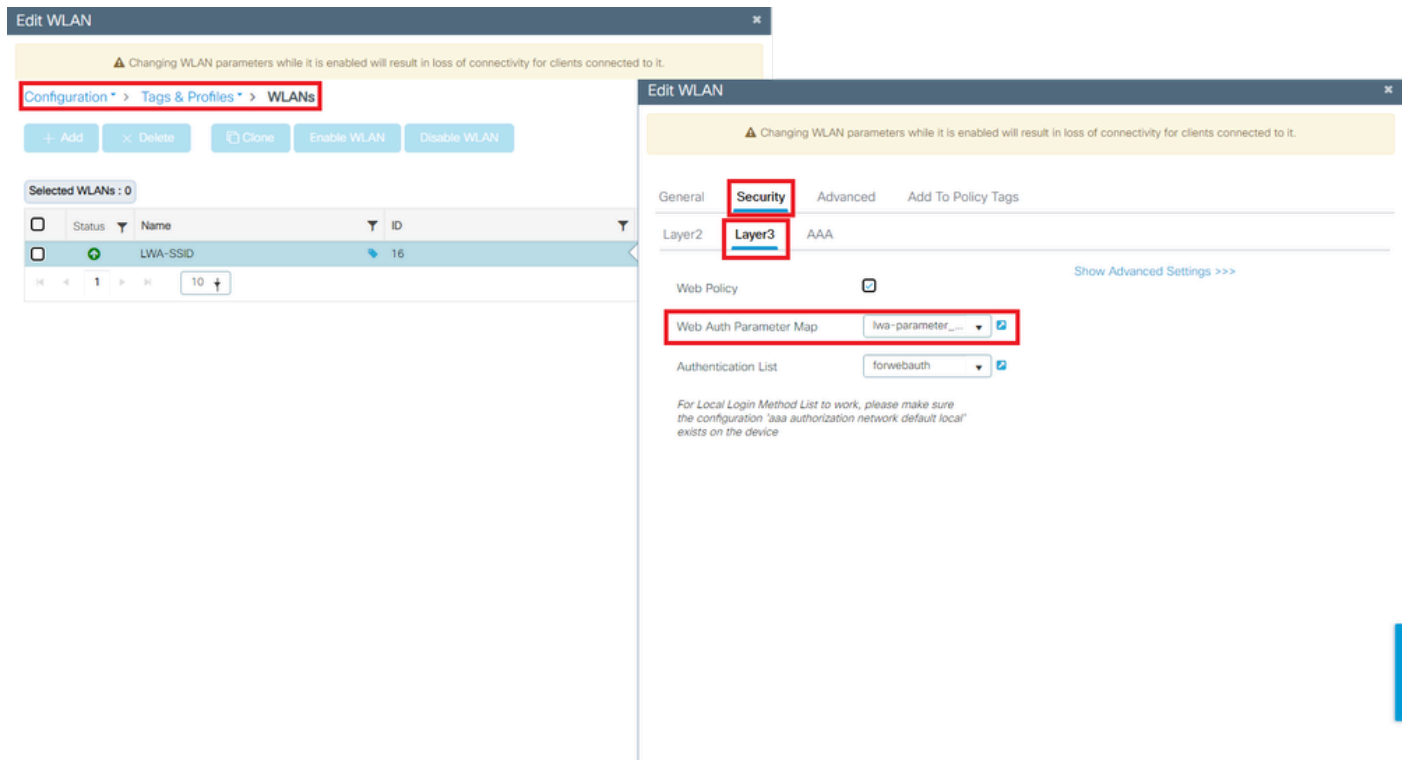 Edit WLAN
Changing WLAN parameters while it is enabled will result in loss of connectivity for clients connected to it.
Configuration > Tags & Profiles > WLANs
+ Add × Delete Clone Enable WLAN Disable WLAN
Selected WLANs : 0
Status Name ID
LWA-SSID 16
1 10
Edit WLAN
Changing WLAN parameters while it is enabled will result in loss of connectivity for clients connected to it.
General Security Advanced Add To Policy Tags
Layer2 Layer3 AAA
Show Advanced Settings >>>
Web Policy
Web Auth Parameter Map lwa-parameter_...
Authentication List forwebauth
For Local Login Method List to work, please make sure
the configuration 'aaa authorization network default local'
exists on the device